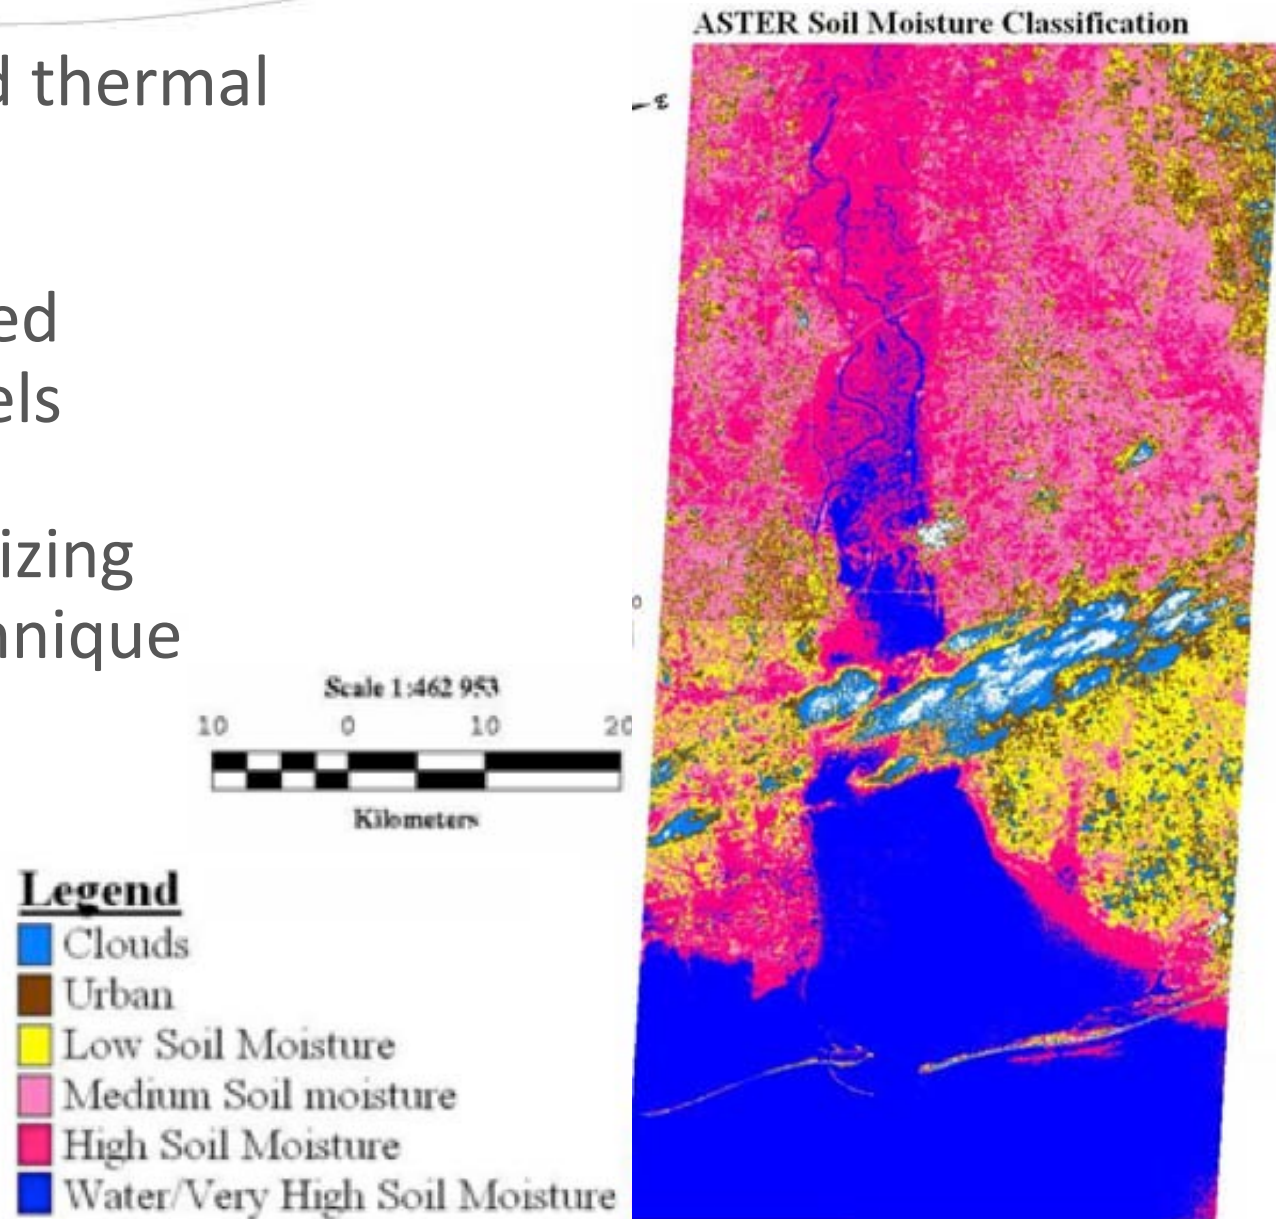 d thermal
ed
els
izing
hnique
Scale 1:462 953
10 0 10 20
Kilometers
Legend
Clouds
Urban
Low Soil Moisture
Medium Soil moisture
High Soil Moisture
Water/Very High Soil Moisture
ASTER Soil Moisture Classification